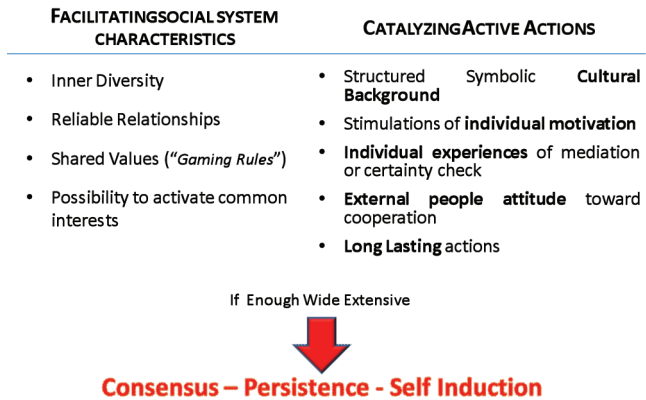 FACILITATINGSOCIAL SYSTEM
CHARACTERISTICS
• Inner Diversity
• Reliable Relationships
• Shared Values (“Gaming Rules”)
• Possibility to activate common
interests
CATALYZINGACTIVE ACTIONS
• Structured Symbolic Cultural
Background
• Stimulations of individual motivation
• Individual experiences of mediation
or certainty check
• External people attitude toward
cooperation
• Long Lasting actions
If Enough Wide Extensive
Consensus – Persistence - Self Induction